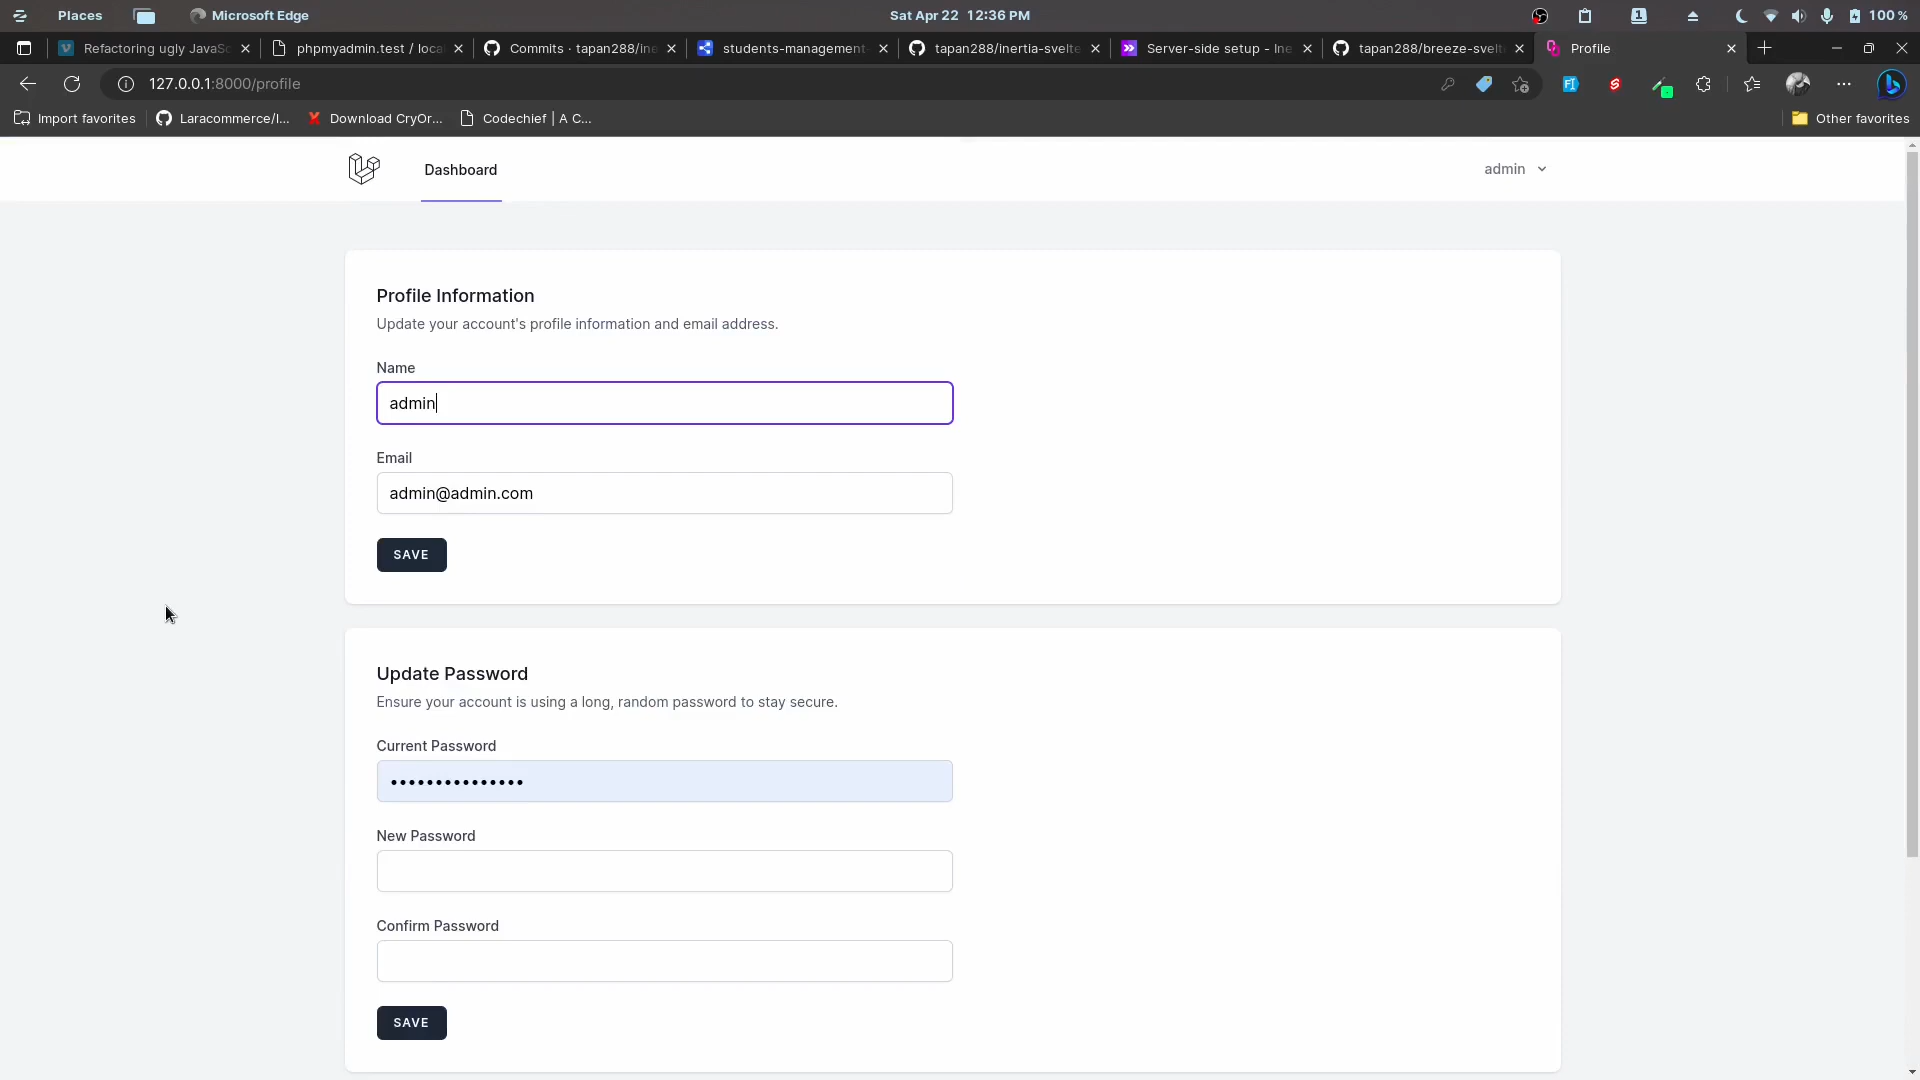 Places
Microsoft Edge
Sat Apr 22 12:36 PM
1
100 %
Refactoring ugly JavaSc
phpmyadmin.test / loca
Commits · tapan288/ine
students-management-
tapan288/inertia-svelte
Server-side setup - Ine
tapan288/breeze-svelt
Profile
127.0.0.1:8000/profile
Import favorites
Laracommerce/l...
Download CryOr...
Codechief | A C...
Other favorites
Dashboard
admin
Profile Information
Update your account's profile information and email address.
Name
admin
Email
admin@admin.com
SAVE
Update Password
Ensure your account is using a long, random password to stay secure.
Current Password
•••••••••••••••
New Password
Confirm Password
SAVE